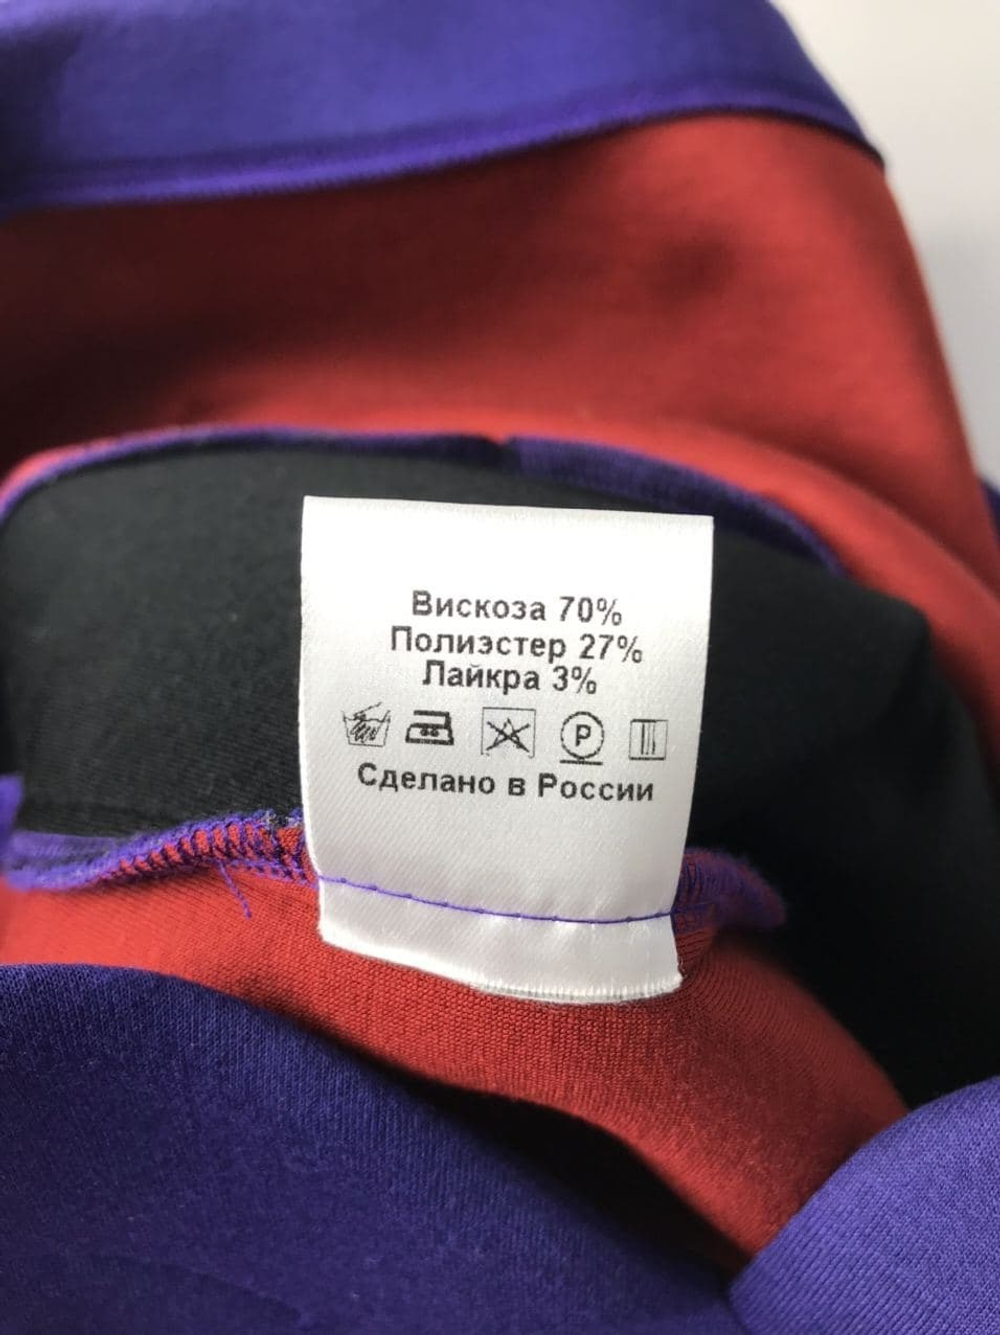 Вискоза 70%
Полиэстер 27%
Лайкра 3%
P
Сделано в России